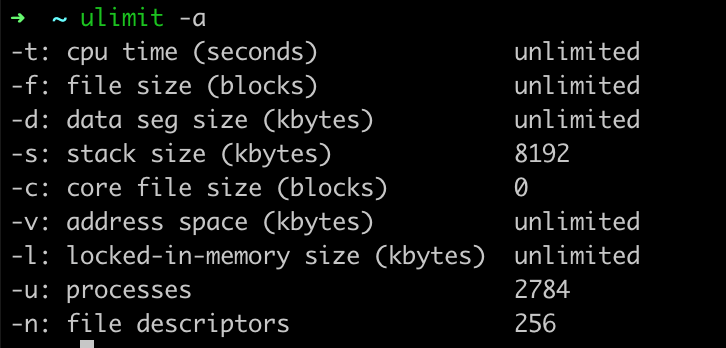 ➜  ~ ulimit -a
-t: cpu time (seconds)              unlimited
-f: file size (blocks)              unlimited
-d: data seg size (kbytes)          unlimited
-s: stack size (kbytes)             8192
-c: core file size (blocks)         0
-v: address space (kbytes)          unlimited
-l: locked-in-memory size (kbytes)  unlimited
-u: processes                       2784
-n: file descriptors                256